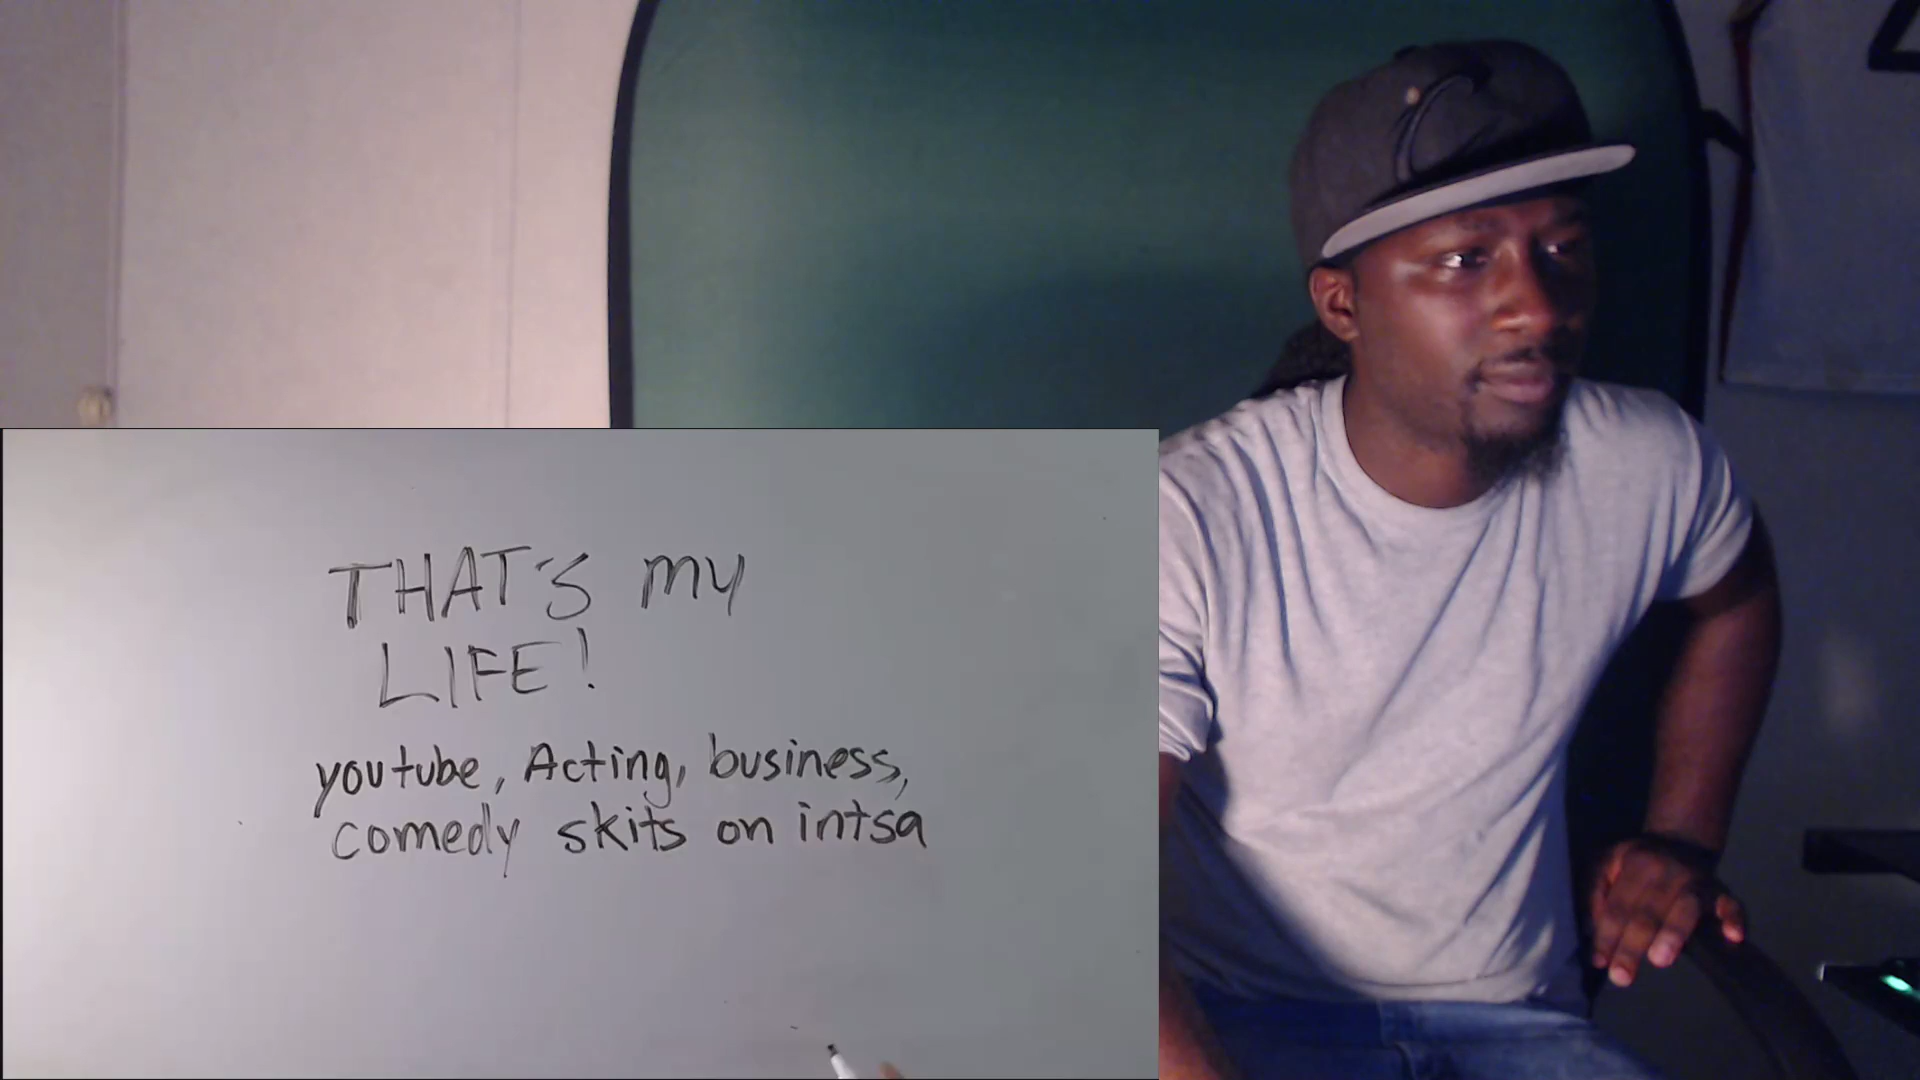 THAT'S my
LIFE!
youtube, Acting, business,
comedy skits on intsa